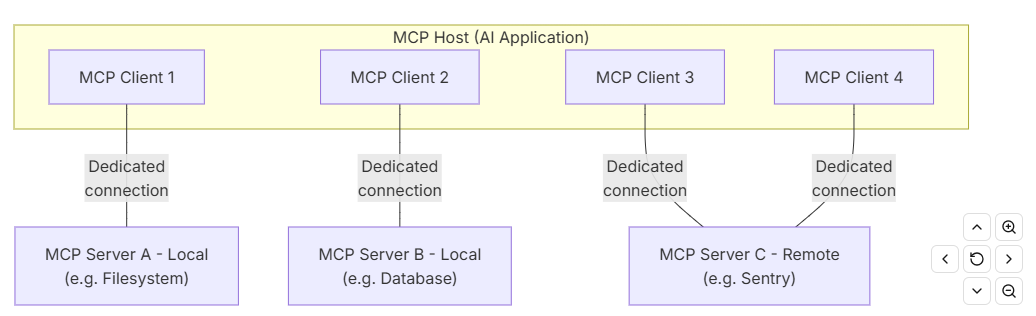 MCP Host (AI Application)
MCP Client 1
MCP Client 2
MCP Client 3
MCP Client 4
Dedicated
connection
Dedicated
connection
Dedicated
connection
Dedicated
connection
MCP Server A - Local
(e.g. Filesystem)
MCP Server B - Local
(e.g. Database)
MCP Server C - Remote
(e.g. Sentry)